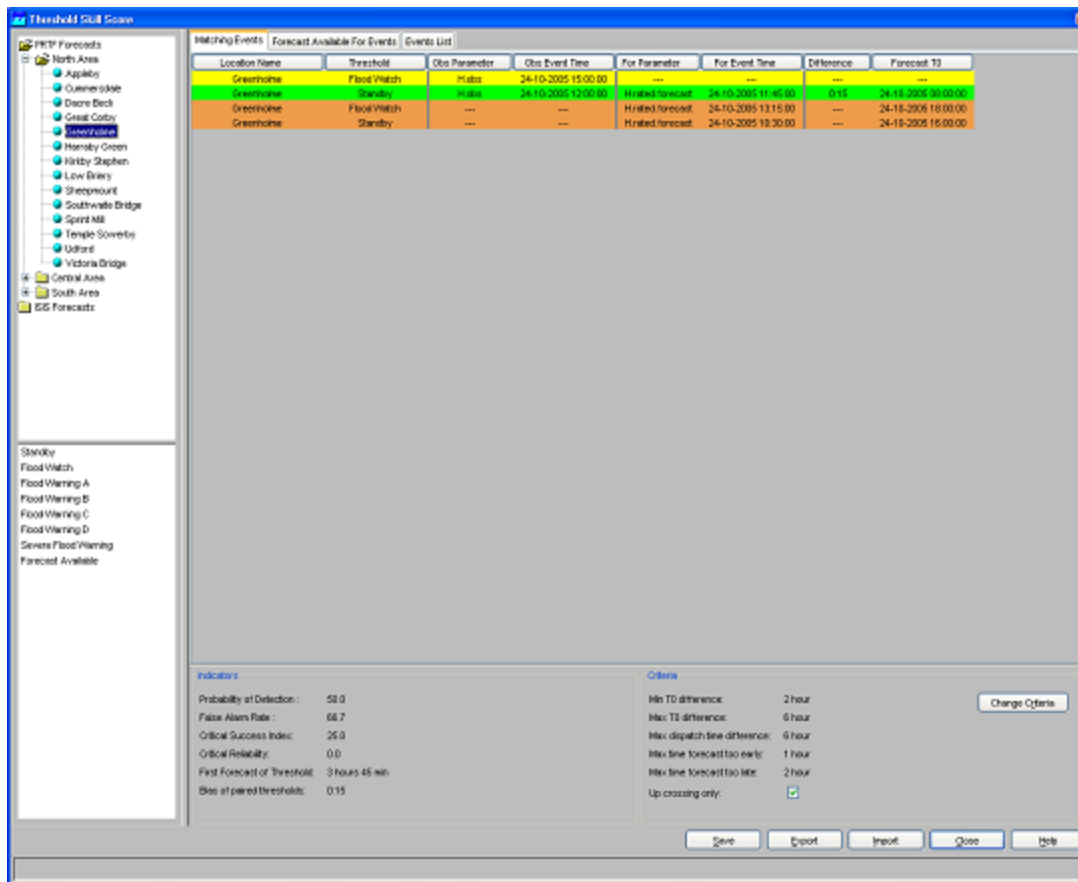 Threshold Skill Score
PRTF Forecasts
North Area
Appleby
Cummersdale
Dacre Beck
Great Corby
Greenholme
Hornsby Green
Kirkby Stephen
Low Briery
Sheepmount
Southwaite Bridge
Sprint Mill
Temple Sowerby
Udford
Victoria Bridge
Central Area
South Area
ISIS Forecasts
Standby
Flood Watch
Flood Warning A
Flood Warning B
Flood Warning C
Flood Warning D
Severe Flood Warning
Forecast Available
Matching Events Forecast Available For Events Events List
Location Name Threshold Obs Parameter Obs Event Time For Parameter For Event Time Difference Forecast T0
Greenholme Flood Watch H.obs 24-10-2005 15:00:00 --- --- --- ---
Greenholme Standby H.obs 24-10-2005 12:00:00 H.rated.forecast 24-10-2005 11:45:00 0:15 24-10-2005 08:00:00
Greenholme Flood Watch --- --- H.rated.forecast 24-10-2005 13:15:00 --- 24-10-2005 18:00:00
Greenholme Standby --- --- H.rated.forecast 24-10-2005 10:30:00 --- 24-10-2005 16:00:00
Indicators
Probability of Detection : 50.0
False Alarm Rate : 66.7
Critical Success Index: 25.0
Critical Reliability: 0.0
First Forecast of Threshold: 3 hours 45 min
Bias of paired thresholds: 0:15
Criteria
Min T0 difference: 2 hour
Max T0 difference: 6 hour
Max dispatch time difference: 6 hour
Max time forecast too early: 1 hour
Max time forecast too late: 2 hour
Up crossing only:
Change Criteria
Save Export Import Close Help